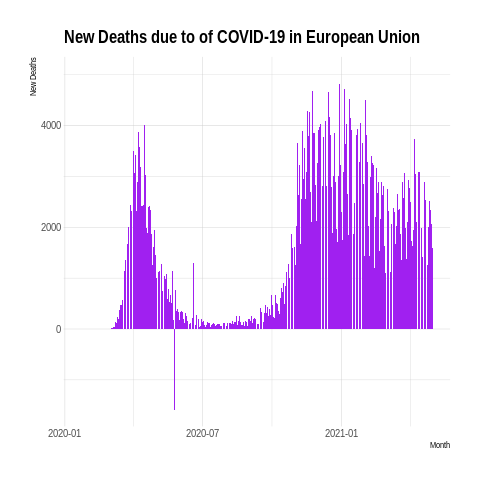 New Deaths due to of COVID-19 in European Union
New Deaths
4000
2000
0
2020-01
2020-07
2021-01
Month